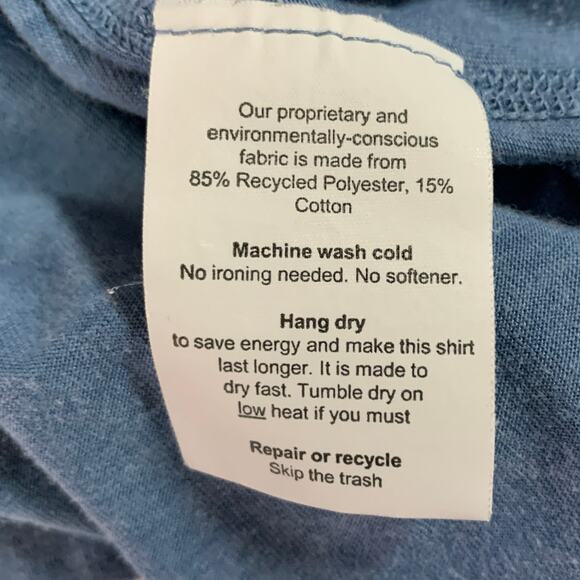 Our proprietary and
environmentally-conscious
fabric is made from
85% Recycled Polyester, 15%
Cotton
Machine wash cold
No ironing needed. No softener.
Hang dry
to save energy and make this shirt
last longer. It is made to
dry fast. Tumble dry on
low heat if you must
Repair or recycle
Skip the trash